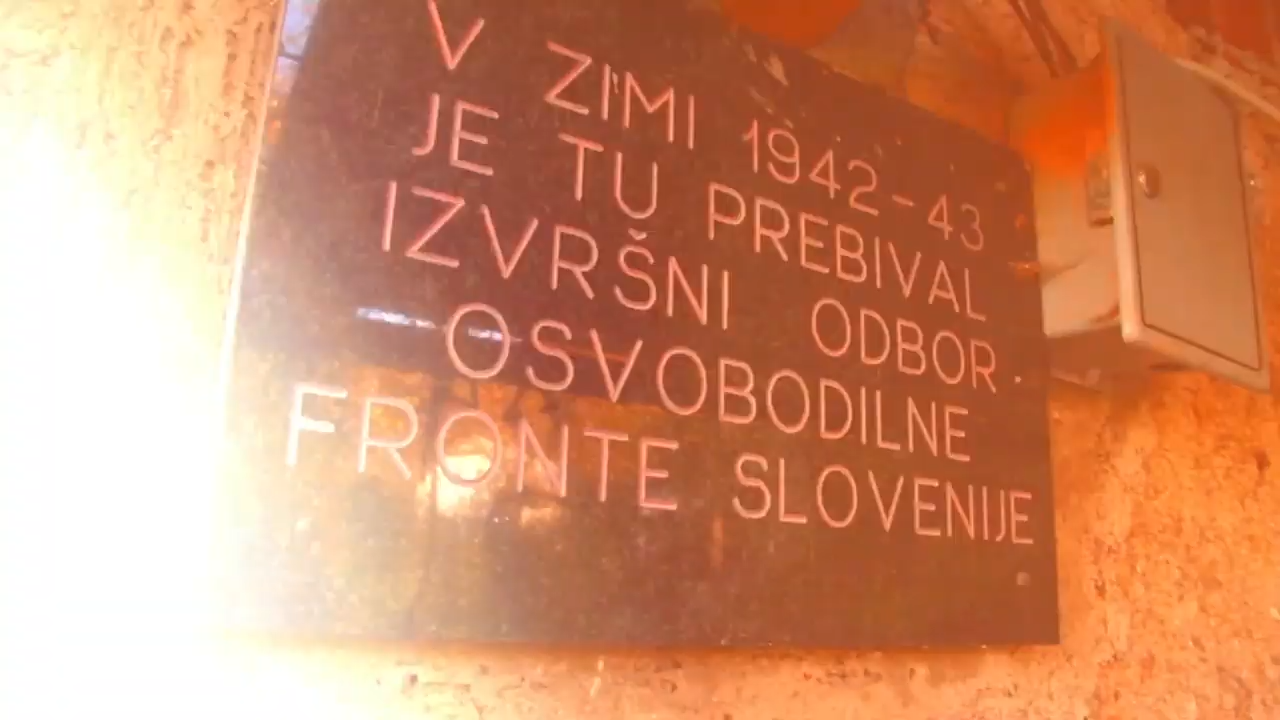 V ZIMI 1942-43
JE TU PREBIVAL
IZVRŠNI ODBOR
OSVOBODILNE
FRONTE SLOVENIJE